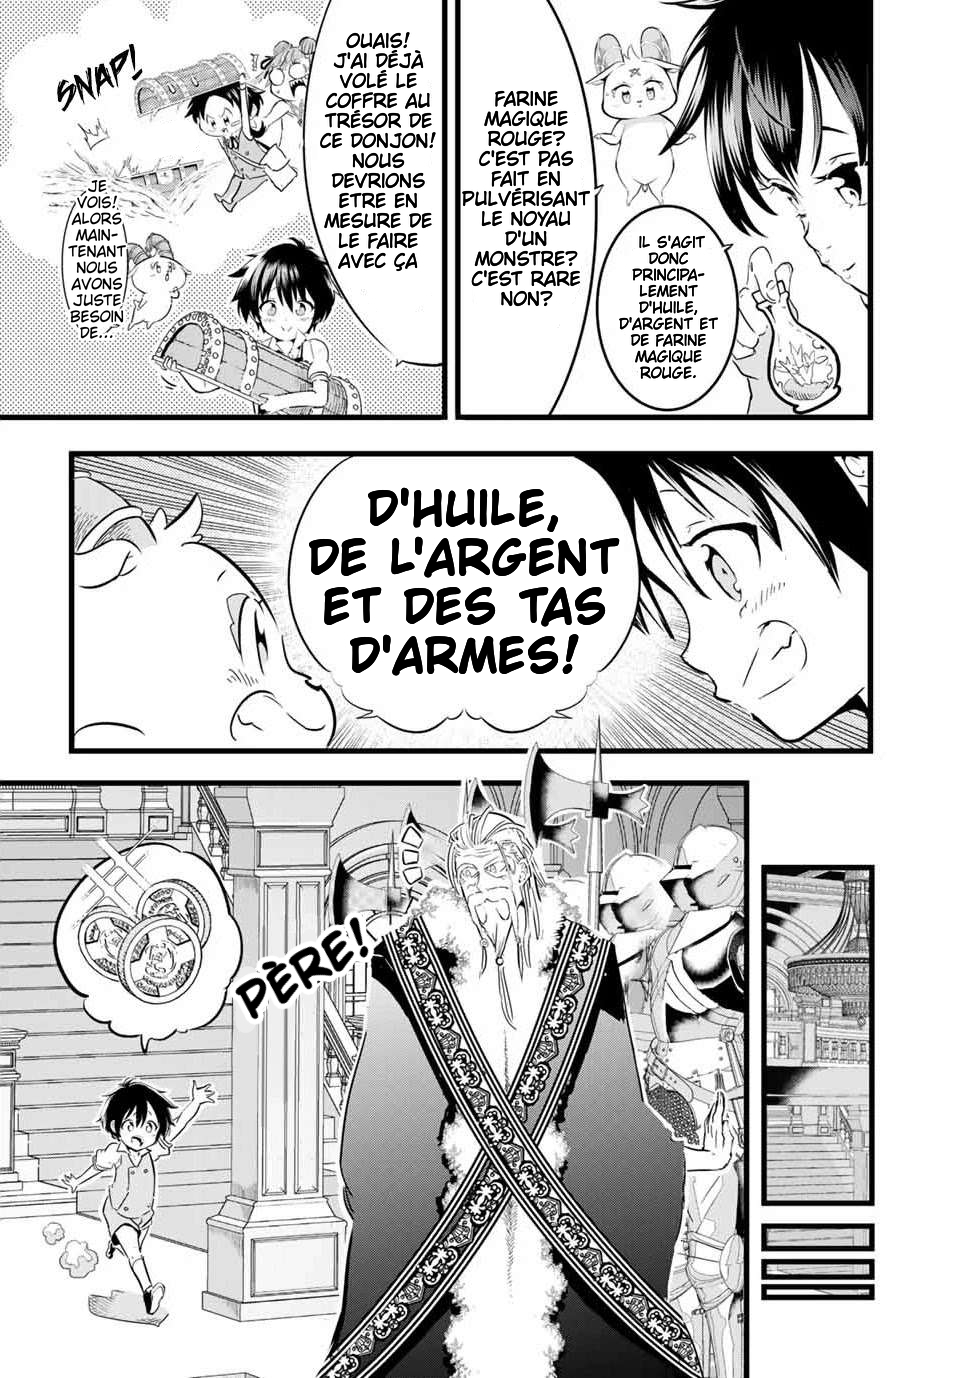 IL S'AGIT
DONC
PRINCIPA-
LEMENT
D'HUILE,
D'ARGENT ET
DE FARINE
MAGIQUE
ROUGE.
FARINE
MAGIQUE
ROUGE?
C'EST PAS
FAIT EN
PULVÉRISANT
LE NOYAU
D'UN
MONSTRE?
C'EST RARE
NON?
OUAIS!
J'AI DÉJÀ
VOLÉ LE
COFFRE AU
TRÉSOR DE
CE DONJON!
NOUS
DEVRIONS
ETRE EN
MESURE DE
LE FAIRE
AVEC ÇA
SNAP!
JE
VOIS!
ALORS
MAIN-
TENANT
NOUS
AVONS
JUSTE
BESOIN
DE...
D'HUILE,
DE L'ARGENT
ET DES TAS
D'ARMES!
PÈRE!